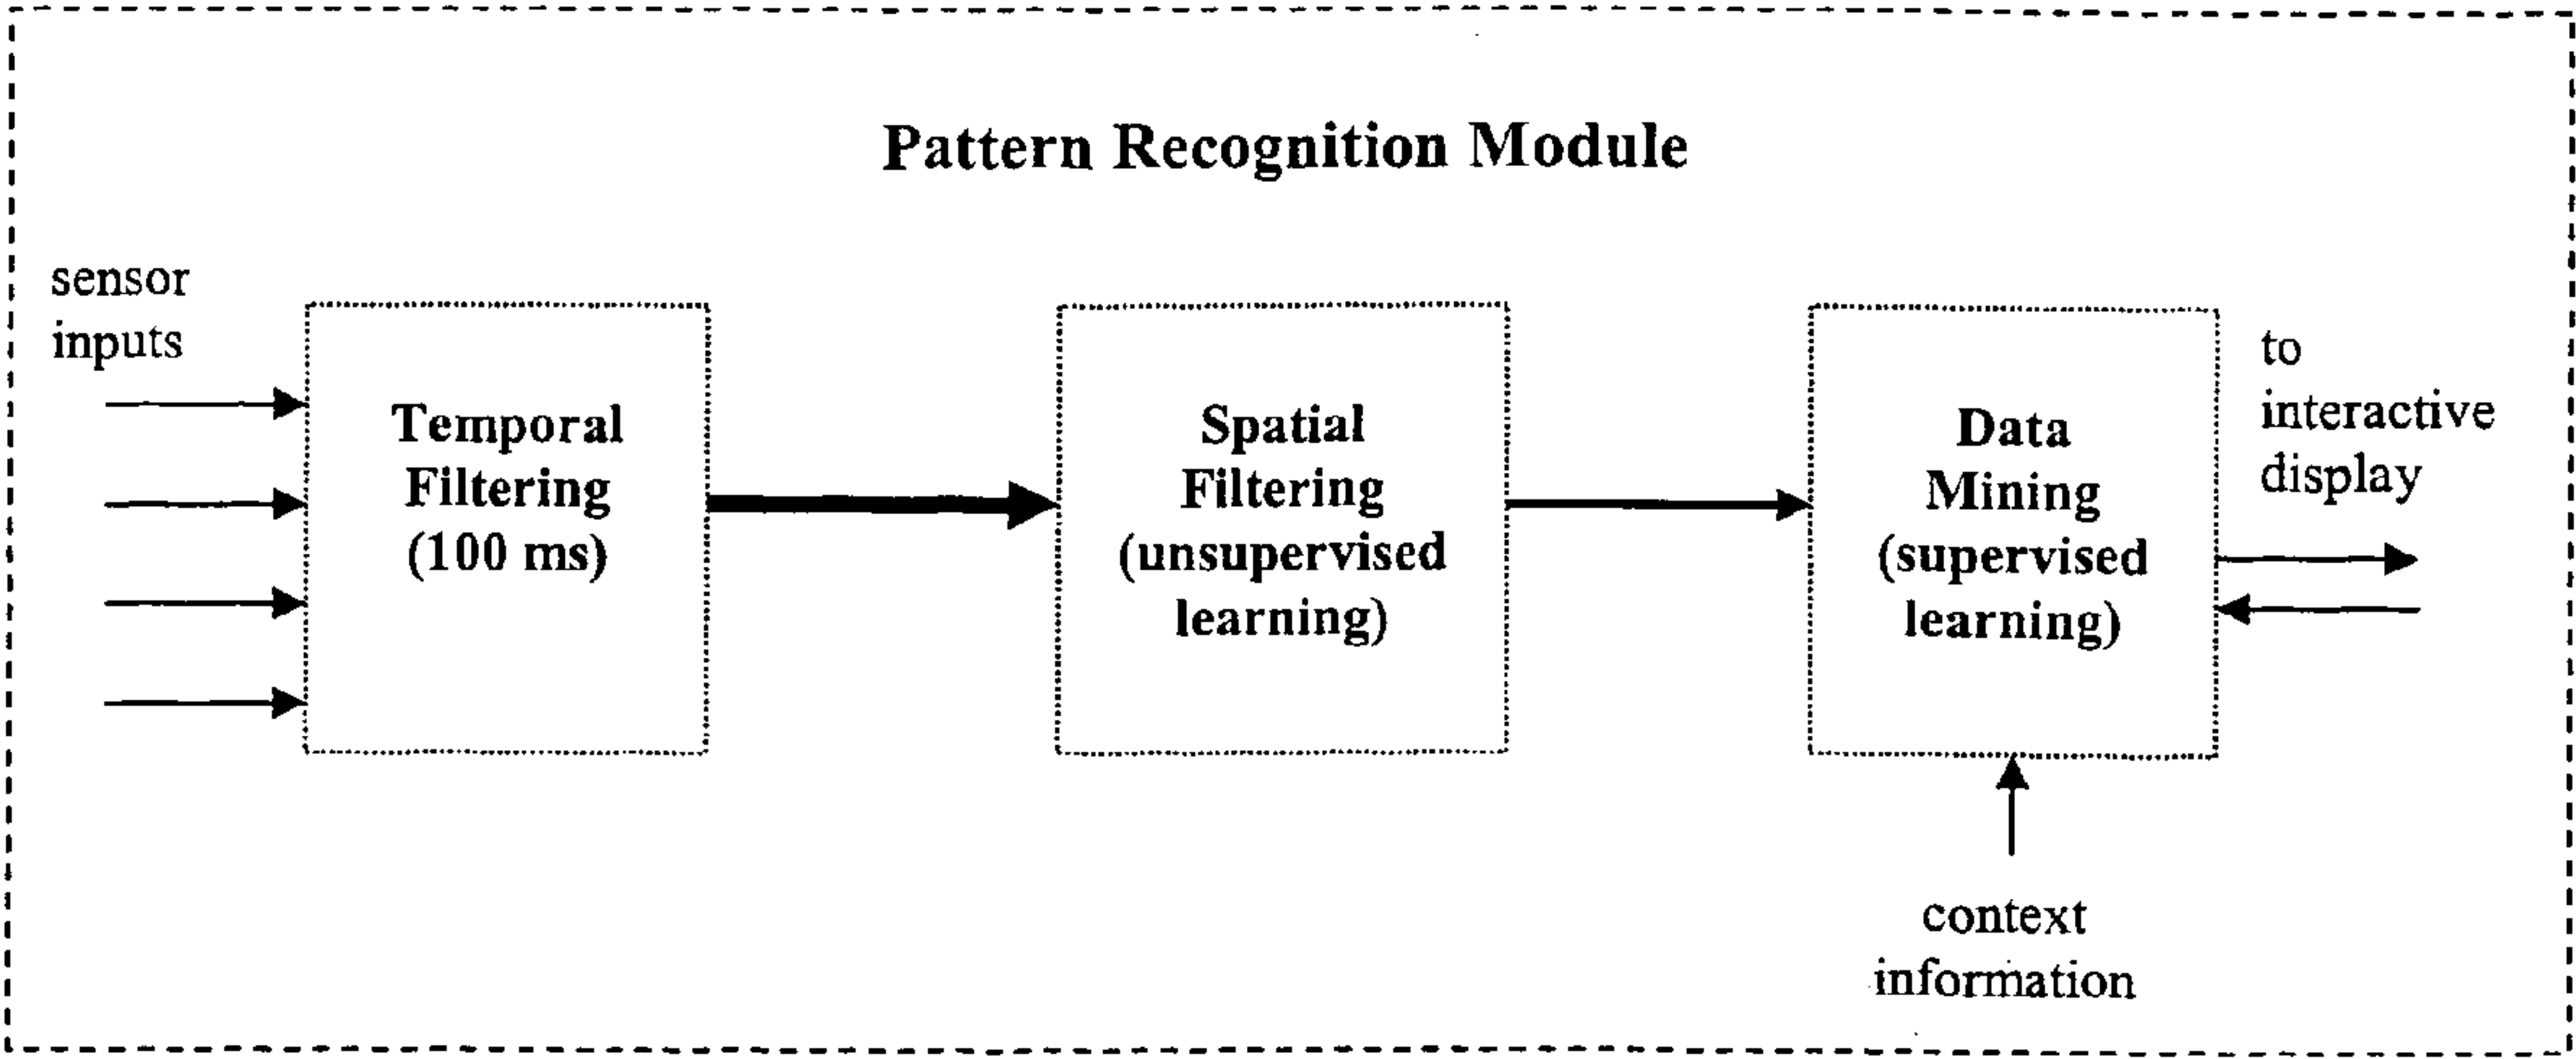 Pattern Recognition Module
sensor
inputs
Temporal
Filtering
(100 ms)
Spatial
Filtering
(unsupervised
learning)
Data
Mining
(supervised
learning)
to
interactive
display
context
information